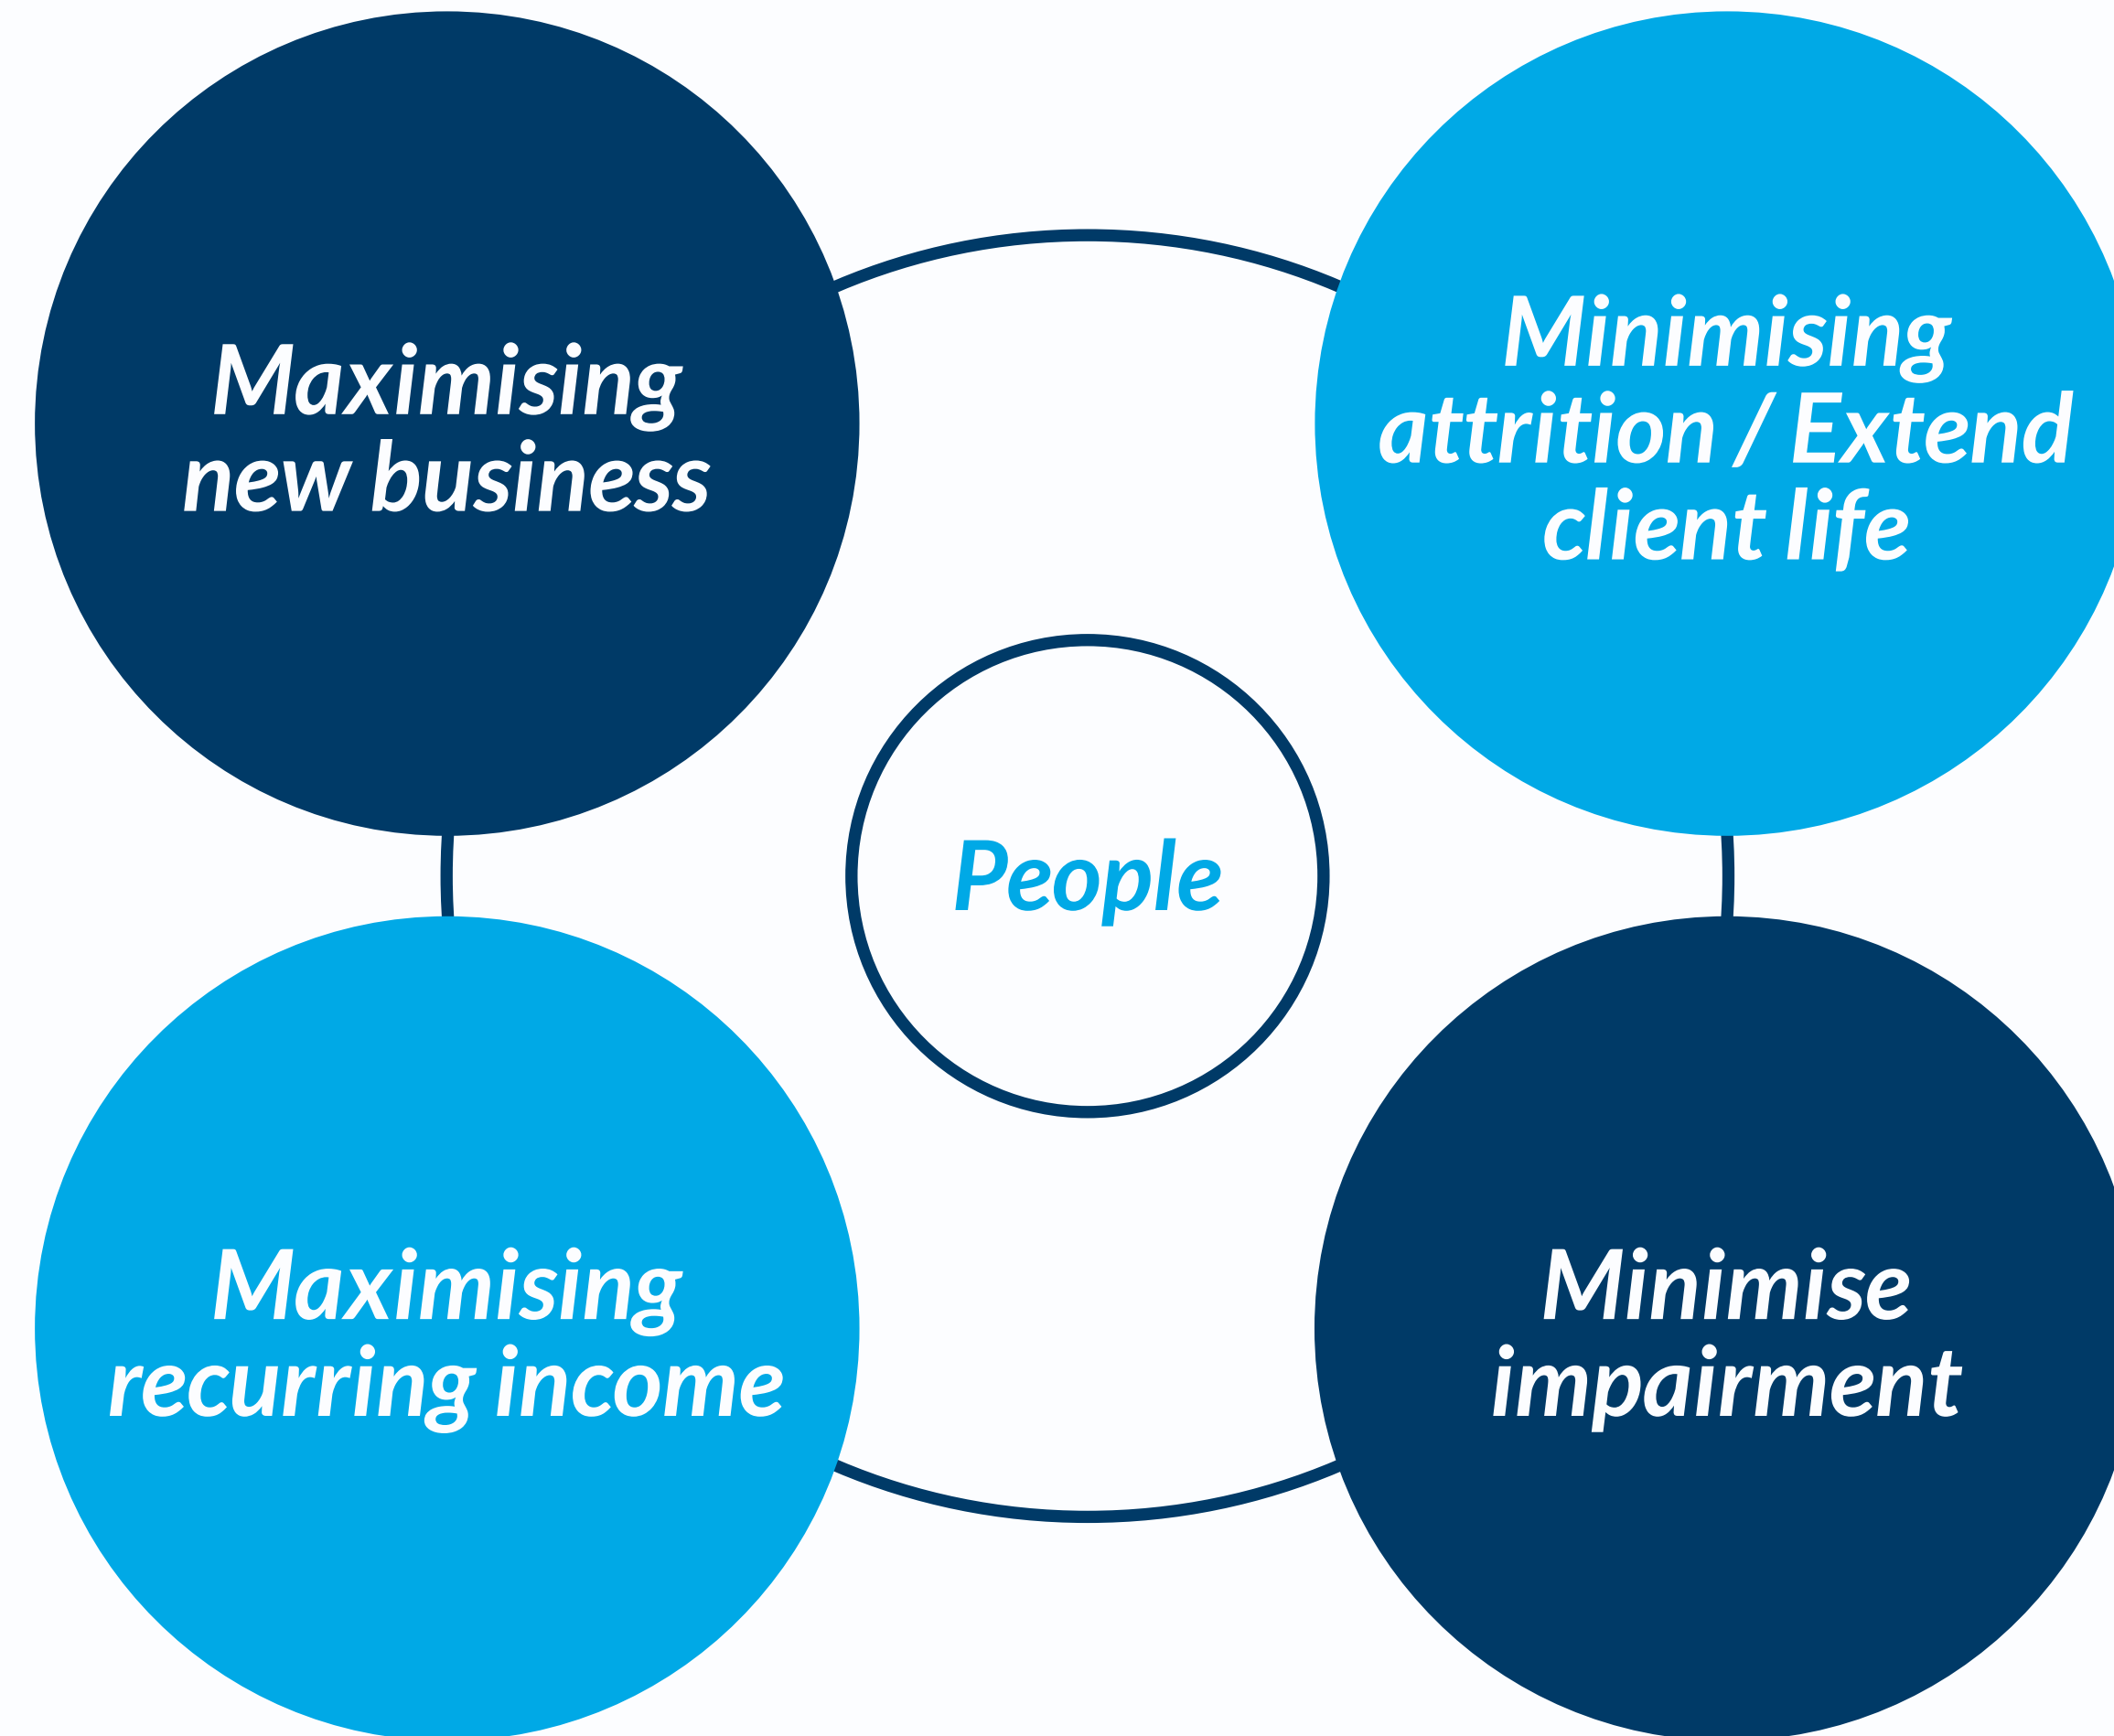 Maximising
new business
Minimising
attrition / Extend
client life
People
Maximising
recurring income
Minimise
impairment